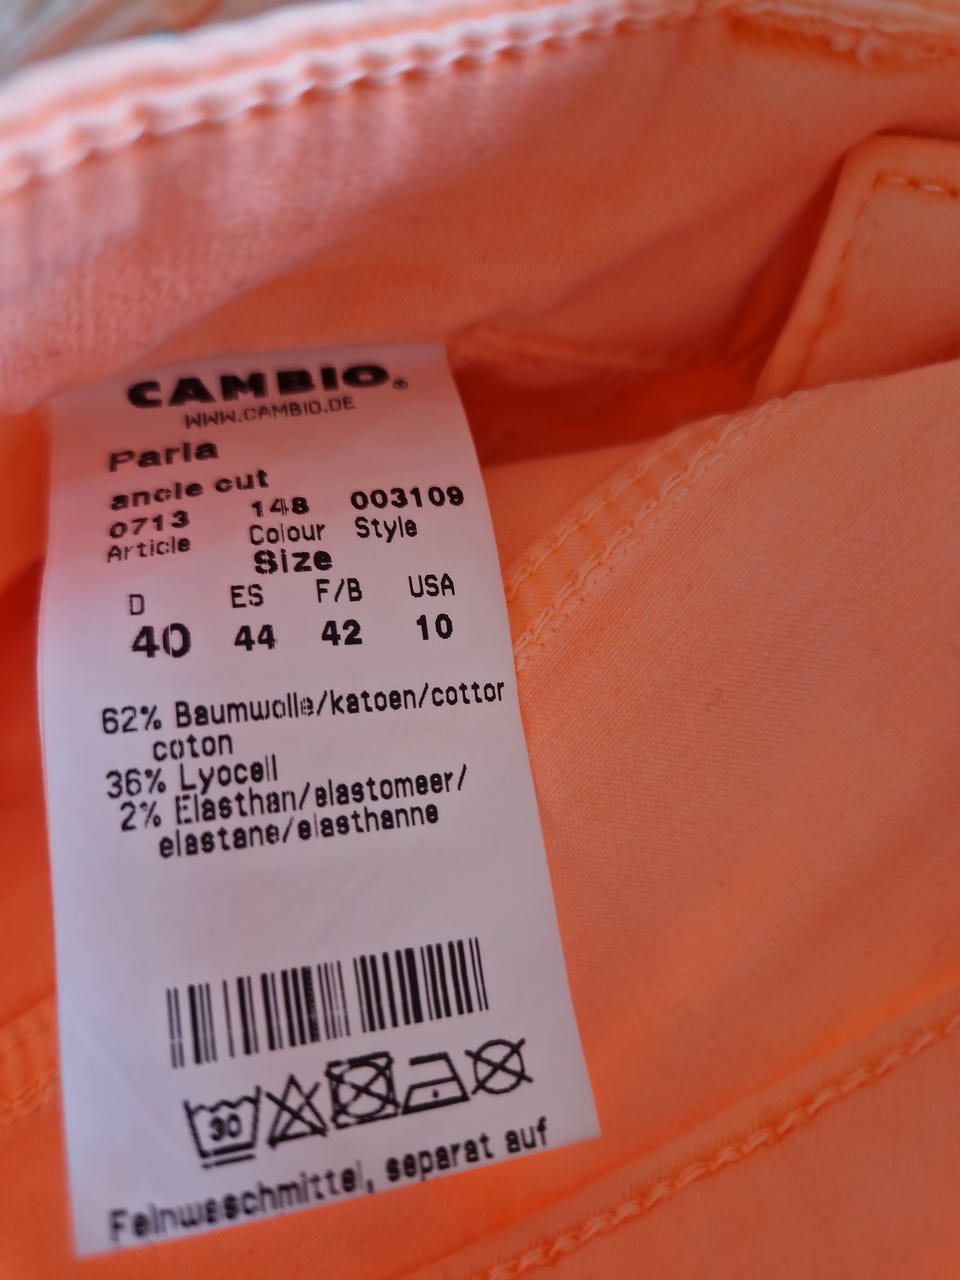 CAMBIO®
WWW.CAMBIO.DE
Parla
ancle cut
0713 148 003109
Article Colour Style
Size
D ES F/B USA
40 44 42 10
62% Baumwolle/katoen/cottor
coton
36% Lyocell
2% Elasthan/elastomeer/
elastane/elasthanne
30
Feinwaschmittel, separat auf